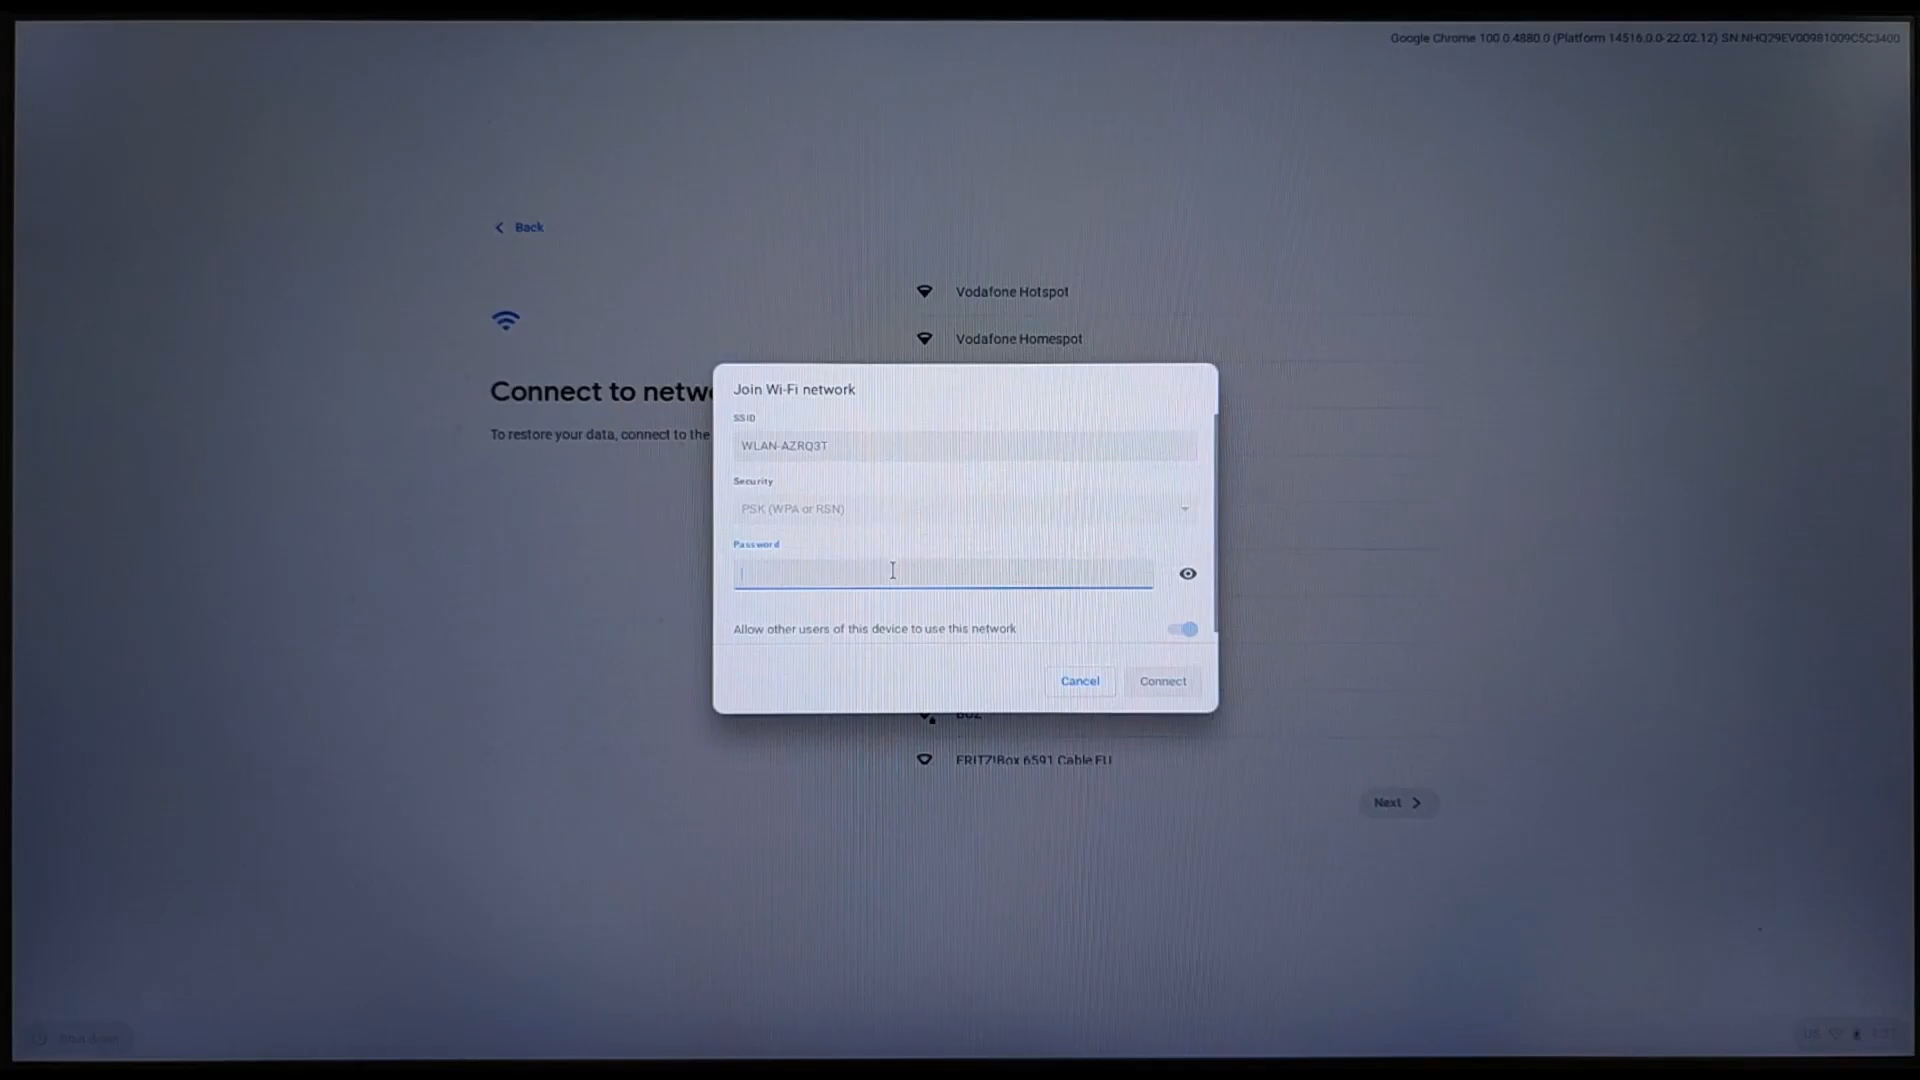 Google Chrome 100.0.4880.0 (Platform 14516.0.0-22.02.12) SN:NHQ29EV00981009C5C3400
Back
Vodafone Hotspot
Vodafone Homespot
Connect to netw
To restore your data, connect to the
Join Wi-Fi network
SSID
WLAN-AZRQ3T
Security
PSK (WPA or RSN)
Password
Allow other users of this device to use this network
Cancel
Connect
FRITZ!Box 6591 Cable EU
Next
Shut down
US